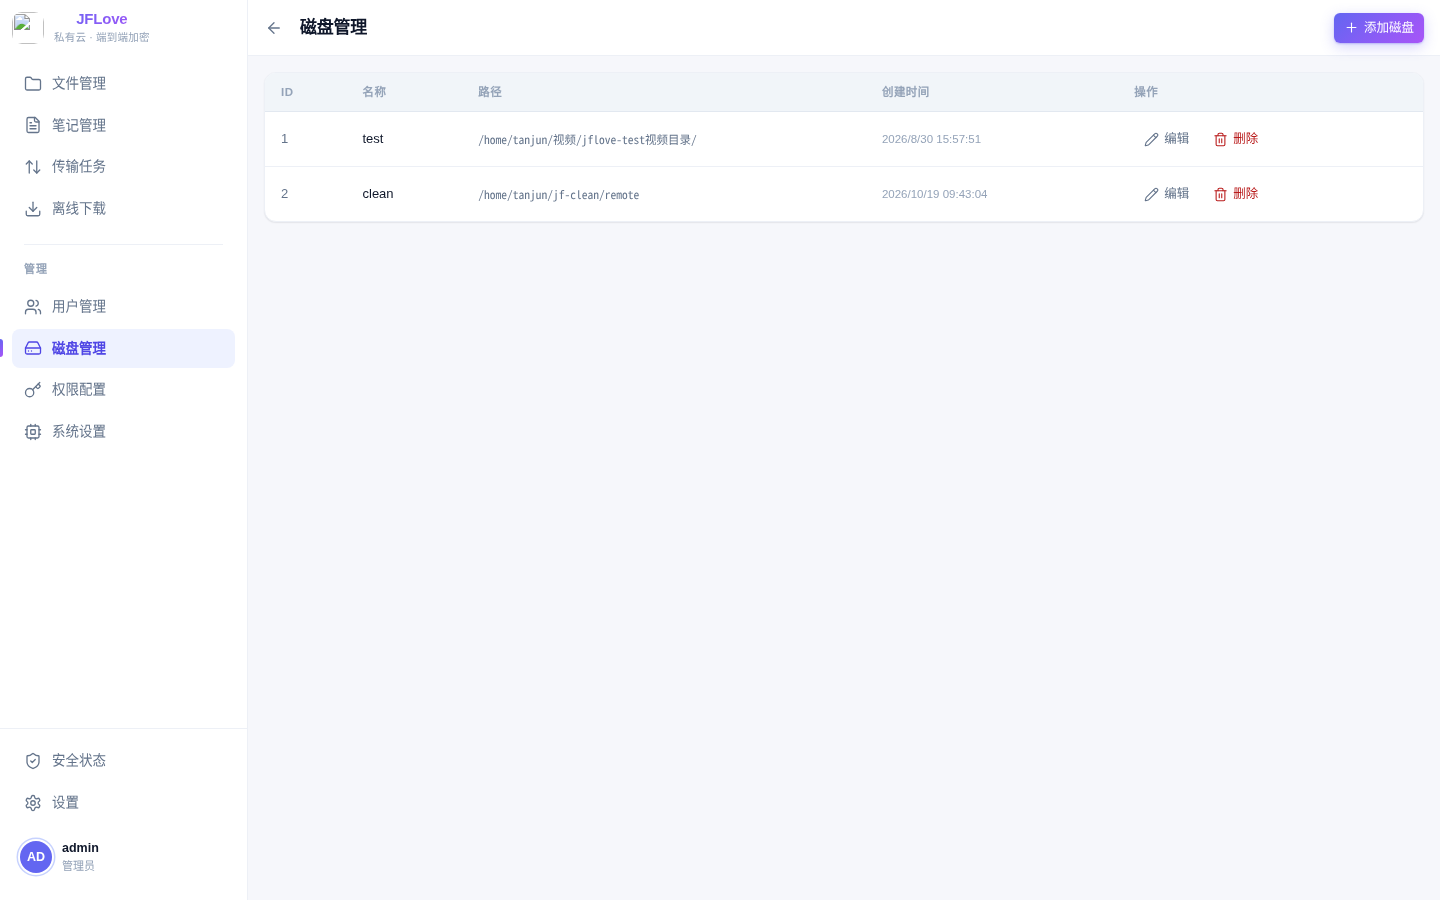 JFLove
私有云 · 端到端加密
文件管理
笔记管理
传输任务
离线下载
管理
用户管理
磁盘管理
权限配置
系统设置
安全状态
设置
AD
admin
管理员
磁盘管理
添加磁盘
ID 名称 路径 创建时间 操作
1 test /home/tanjun/视频/jflove-test视频目录/ 2026/8/30 15:57:51 编辑 删除
2 clean /home/tanjun/jf-clean/remote 2026/10/19 09:43:04 编辑 删除